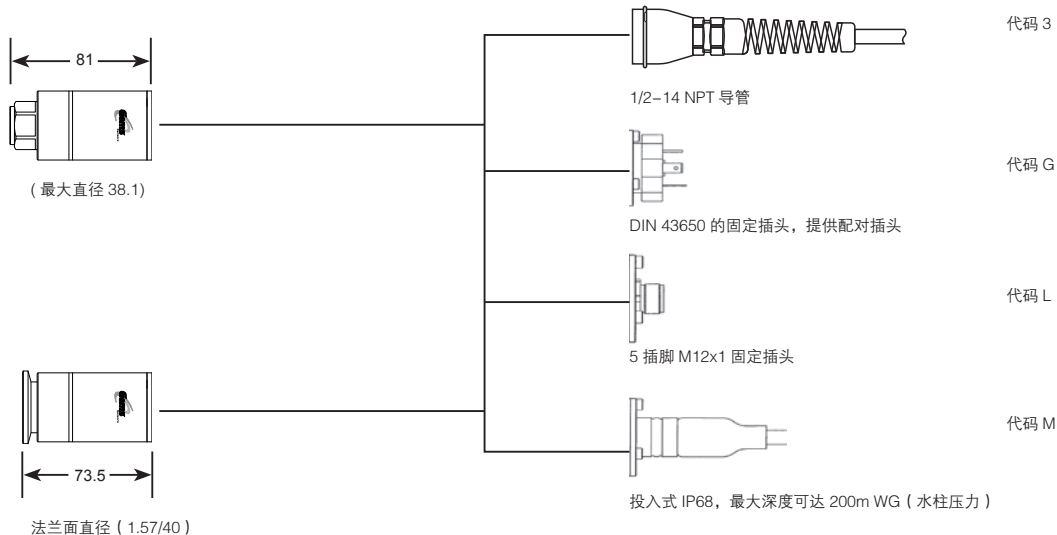 代码 3
81
1/2–14 NPT 导管
( 最大直径 38.1)
代码 G
DIN 43650 的固定插头，提供配对插头
代码 L
5 插脚 M12x1 固定插头
代码 M
73.5
投入式 IP68，最大深度可达 200m WG ( 水柱压力 )
法兰面直径 ( 1.57/40 )